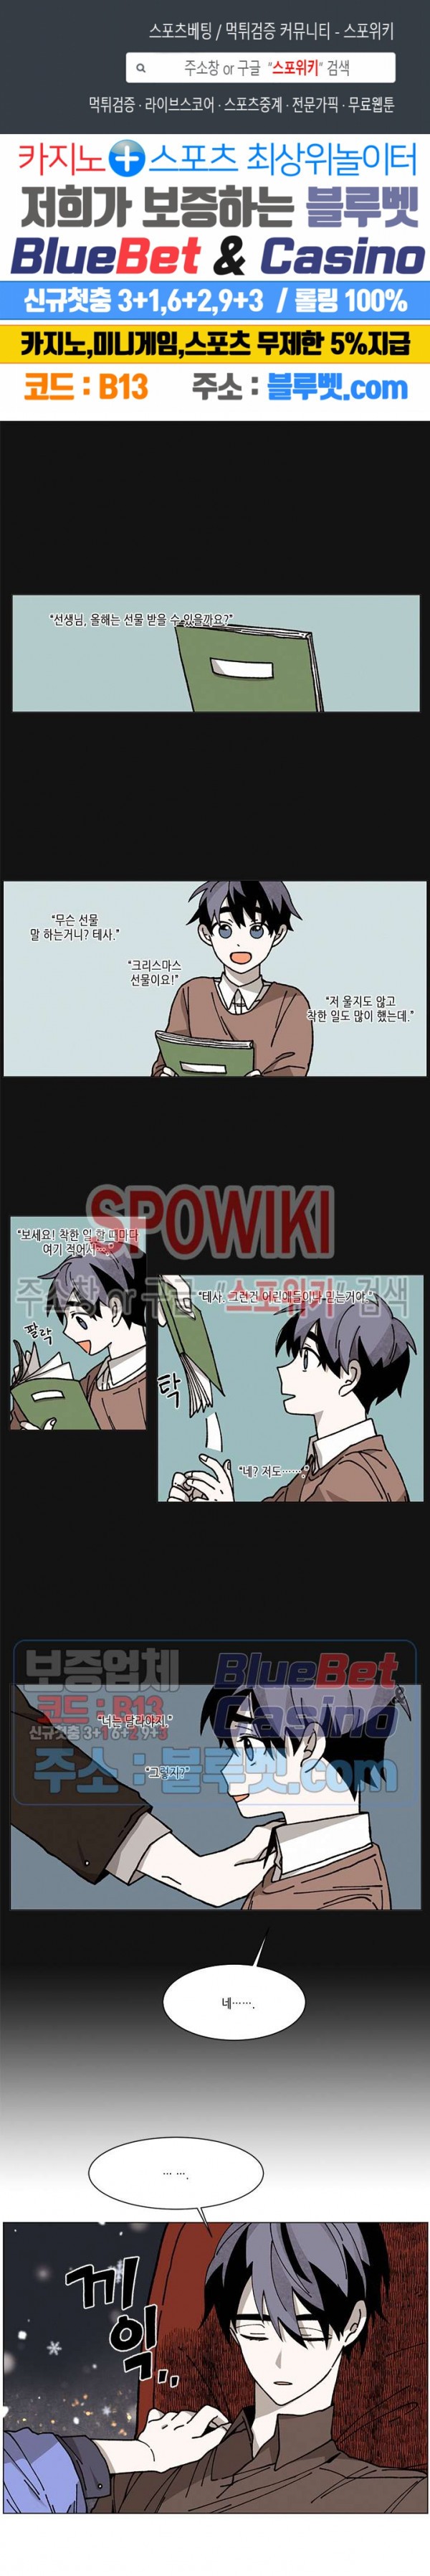 스포츠베팅 / 먹튀검증 커뮤니티 - 스포위키
주소창 or 구글 "스포위키" 검색
먹튀검증 · 라이브스코어 · 스포츠중계 · 전문가픽 · 무료웹툰
카지노+스포츠 최상위놀이터
저희가 보증하는 블루벳
BlueBet & Casino
신규첫충 3+1,6+2,9+3 / 롤링 100%
카지노,미니게임,스포츠 무제한 5%지급
코드 : B13 주소 : 블루벳.com
"선생님, 올해는 선물 받을 수 있을까요?"
"무슨 선물
말 하는거니? 테사."
"크리스마스
선물이요!"
"저 울지도 않고
착한 일도 많이 했는데."
SPOWIKI
"보세요! 착한 일 할 때마다
여기 적어서…."
주소창 or 구글 "스포위키" 검색
"테사. 그런건 어린애들이나 믿는거야."
팔락
탁
"네? 저도……."
보증업체 BlueBet
코드 : B13 & Casino
신규첫충 3+1 6+2 9+3
"너는 달라야지."
주소 : 블루벳.com
"그렇지?"
네…….
… ….
끼
익..